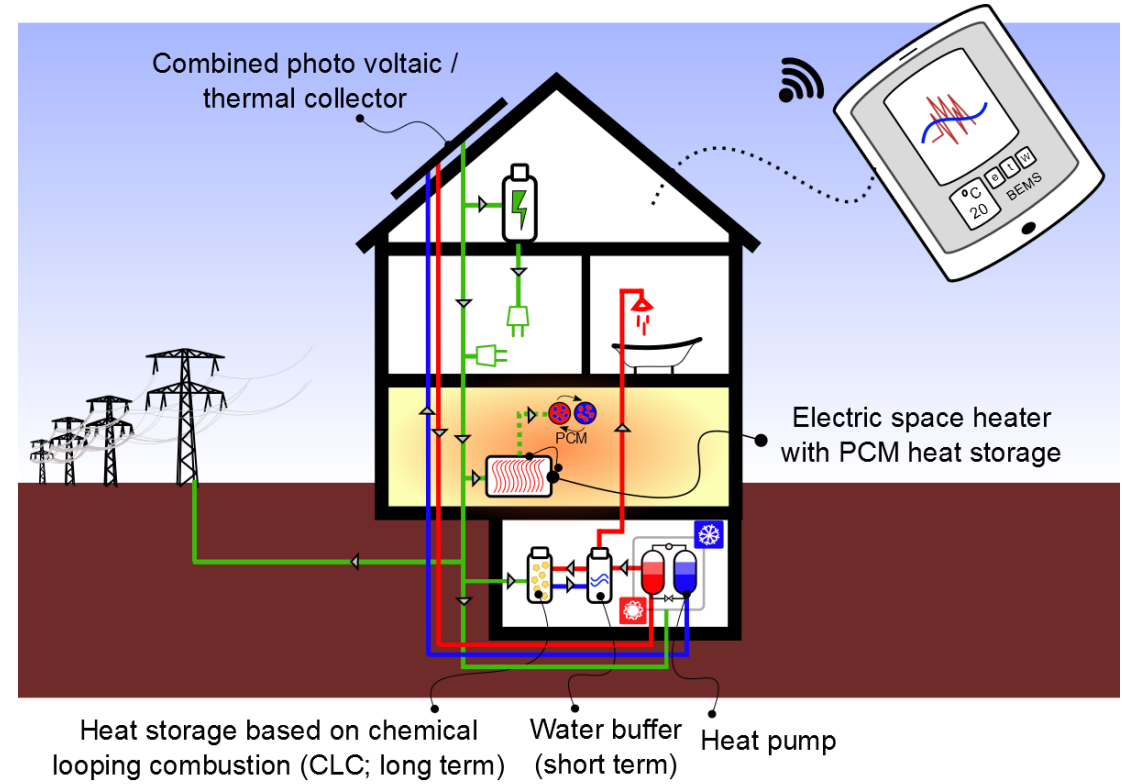 Combined photo voltaic /
thermal collector
°C
20
e t w
BEMS
PCM
Electric space heater
with PCM heat storage
Heat storage based on chemical
looping combustion (CLC; long term)
Water buffer
(short term)
Heat pump